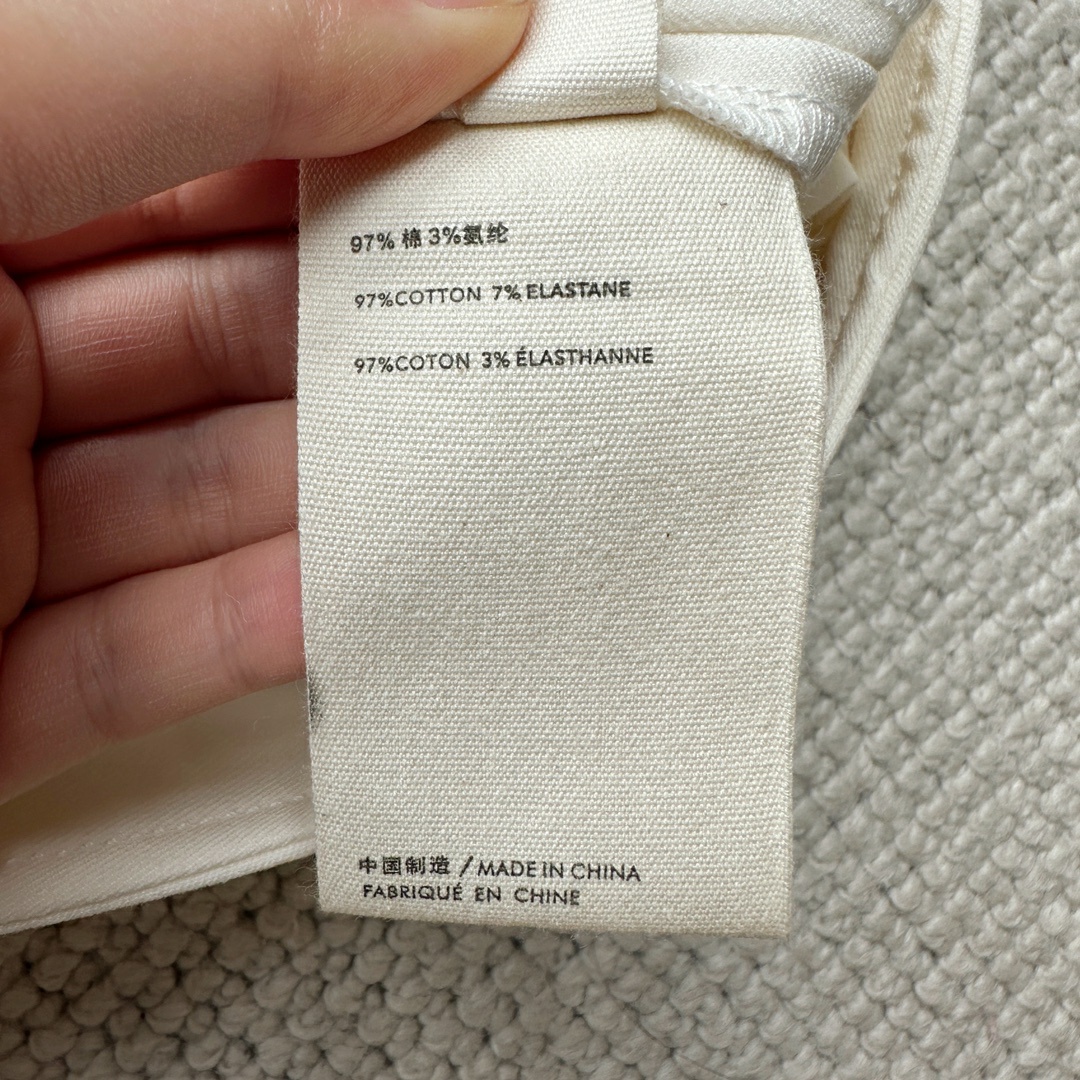 97% 棉 3%氨纶
97%COTTON 7% ELASTANE
97%COTON 3% ÉLASTHANNE
中国制造 / MADE IN CHINA
FABRIQUÉ EN CHINE